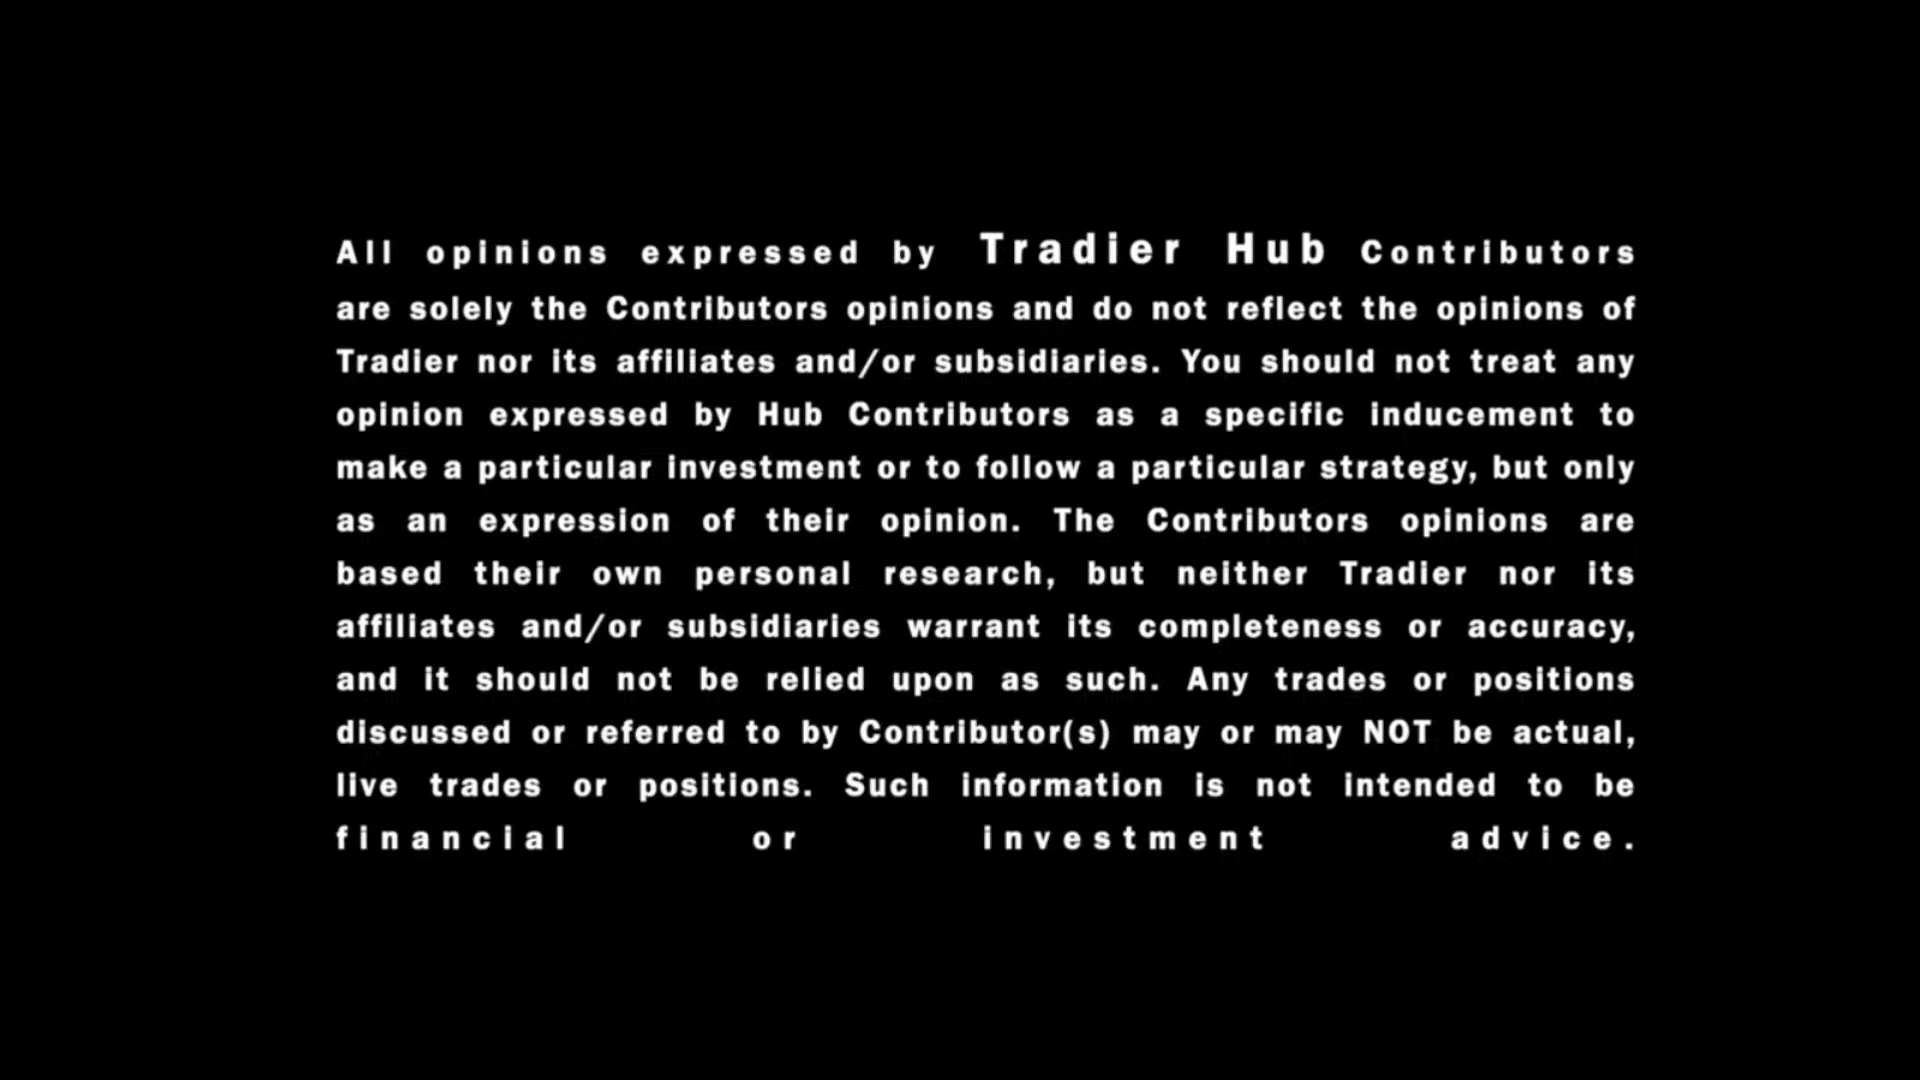 All opinions expressed by Tradier Hub Contributors
are solely the Contributors opinions and do not reflect the opinions of
Tradier nor its affiliates and/or subsidiaries. You should not treat any
opinion expressed by Hub Contributors as a specific inducement to
make a particular investment or to follow a particular strategy, but only
as an expression of their opinion. The Contributors opinions are
based their own personal research, but neither Tradier nor its
affiliates and/or subsidiaries warrant its completeness or accuracy,
and it should not be relied upon as such. Any trades or positions
discussed or referred to by Contributor(s) may or may NOT be actual,
live trades or positions. Such information is not intended to be
financial or investment advice.